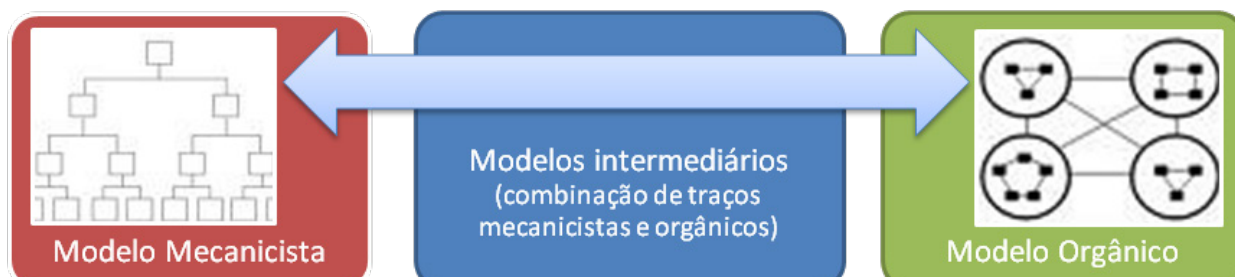 Modelo Mecanicista
Modelos intermediários
(combinação de traços
mecanicistas e orgânicos)
Modelo Orgânico